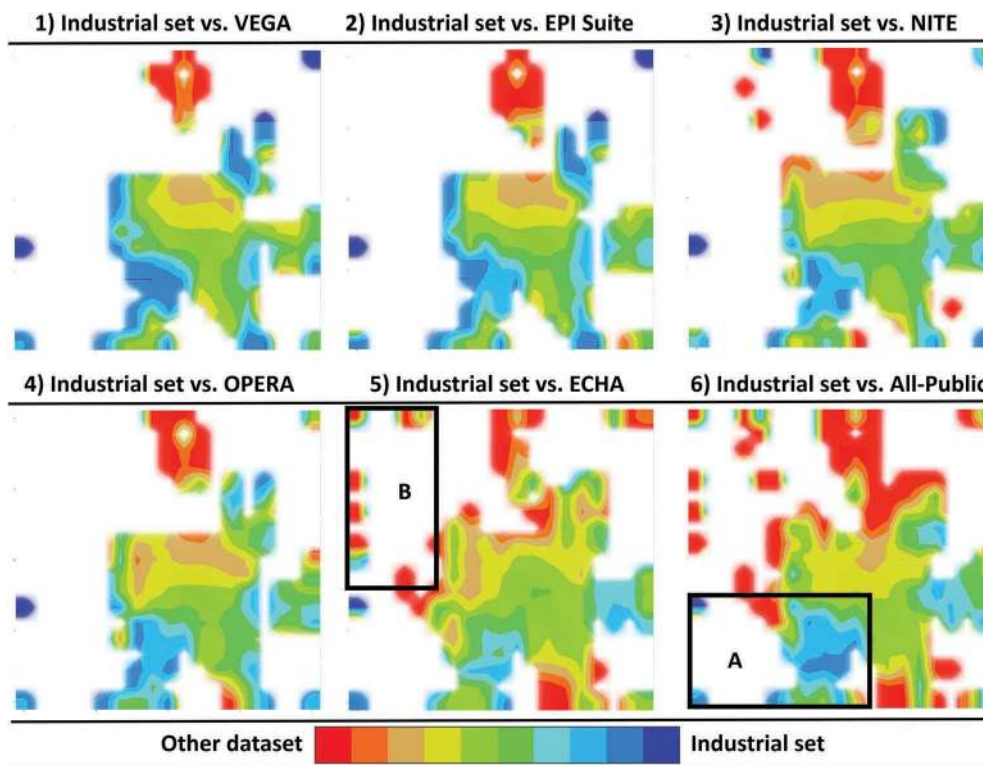 1) Industrial set vs. VEGA
2) Industrial set vs. EPI Suite
3) Industrial set vs. NITE
4) Industrial set vs. OPERA
5) Industrial set vs. ECHA
6) Industrial set vs. All-Public
B
A
Other dataset
Industrial set